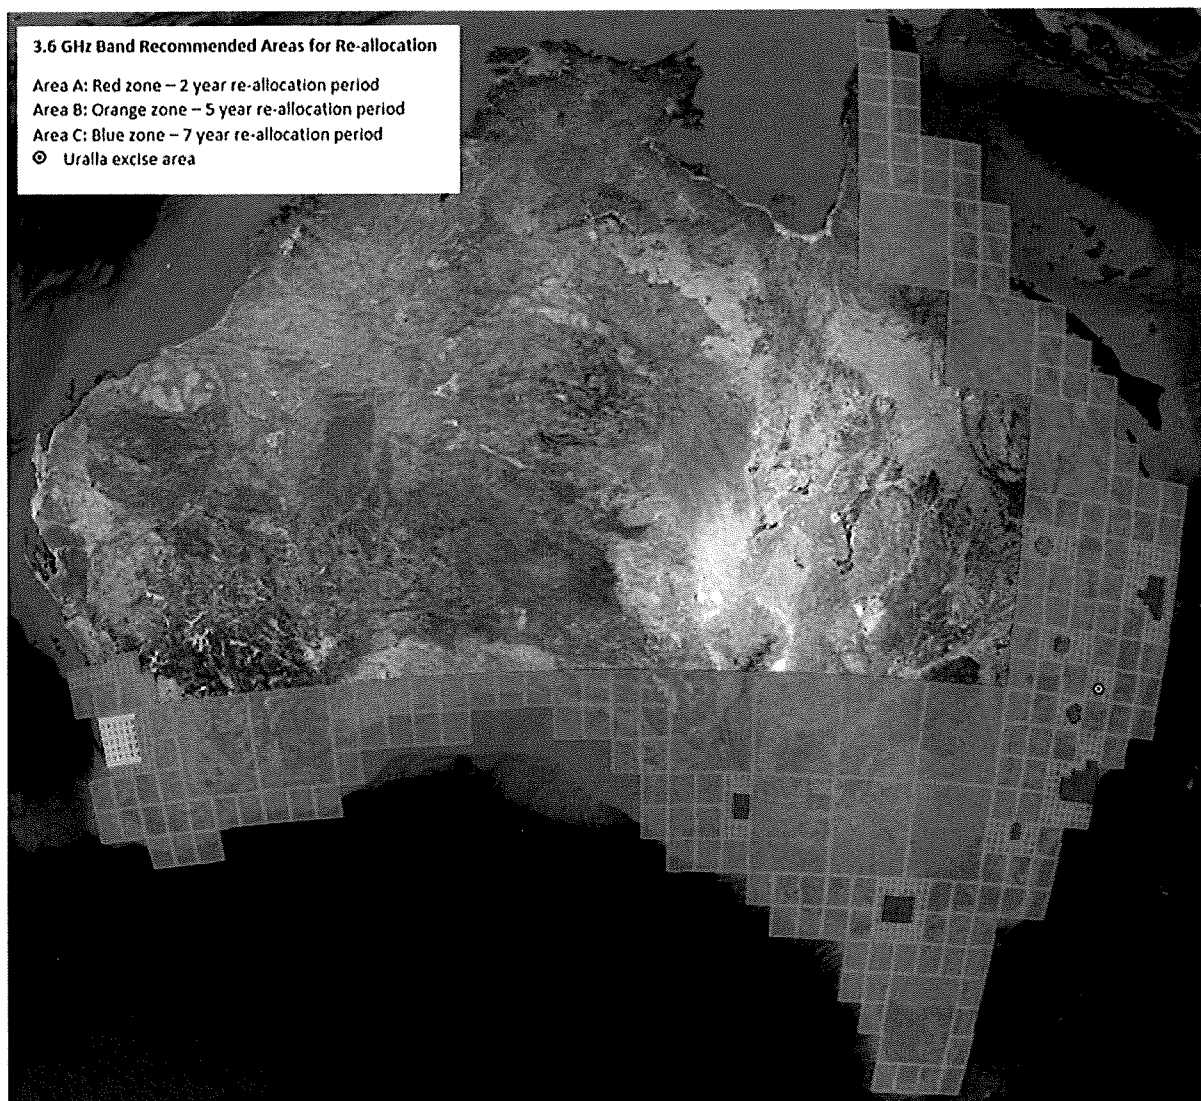 3.6 GHz Band Recommended Areas for Re-allocation
Area A: Red zone – 2 year re-allocation period
Area B: Orange zone – 5 year re-allocation period
Area C: Blue zone – 7 year re-allocation period
Uralla excise area